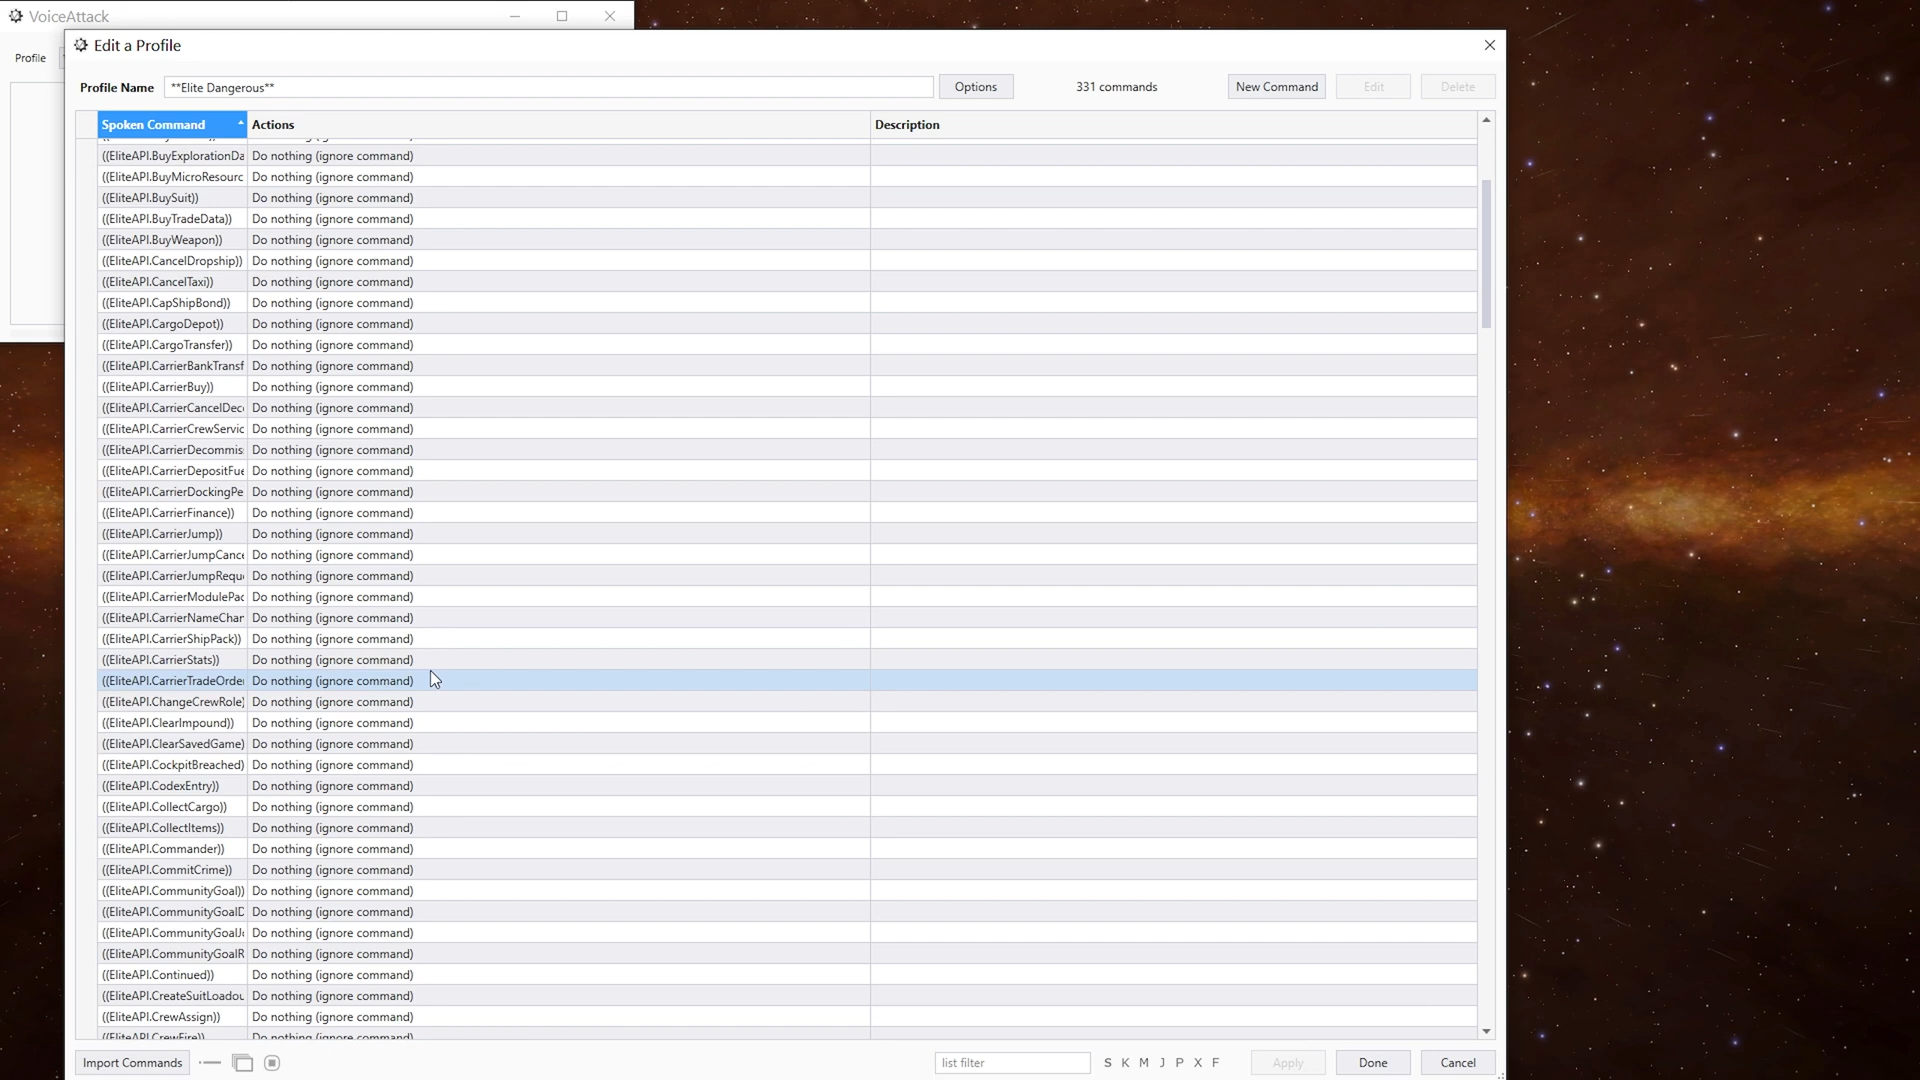 VoiceAttack
Profile
Edit a Profile
Profile Name
**Elite Dangerous**
Options
331 commands
New Command
Edit
Delete
Spoken Command Actions Description
((EliteAPI.BuyExplorationDa Do nothing (ignore command)
((EliteAPI.BuyMicroResourc Do nothing (ignore command)
((EliteAPI.BuySuit)) Do nothing (ignore command)
((EliteAPI.BuyTradeData)) Do nothing (ignore command)
((EliteAPI.BuyWeapon)) Do nothing (ignore command)
((EliteAPI.CancelDropship)) Do nothing (ignore command)
((EliteAPI.CancelTaxi)) Do nothing (ignore command)
((EliteAPI.CapShipBond)) Do nothing (ignore command)
((EliteAPI.CargoDepot)) Do nothing (ignore command)
((EliteAPI.CargoTransfer)) Do nothing (ignore command)
((EliteAPI.CarrierBankTransf Do nothing (ignore command)
((EliteAPI.CarrierBuy)) Do nothing (ignore command)
((EliteAPI.CarrierCancelDec Do nothing (ignore command)
((EliteAPI.CarrierCrewServic Do nothing (ignore command)
((EliteAPI.CarrierDecommis Do nothing (ignore command)
((EliteAPI.CarrierDepositFue Do nothing (ignore command)
((EliteAPI.CarrierDockingPe Do nothing (ignore command)
((EliteAPI.CarrierFinance)) Do nothing (ignore command)
((EliteAPI.CarrierJump)) Do nothing (ignore command)
((EliteAPI.CarrierJumpCance Do nothing (ignore command)
((EliteAPI.CarrierJumpRequ Do nothing (ignore command)
((EliteAPI.CarrierModulePac Do nothing (ignore command)
((EliteAPI.CarrierNameChan Do nothing (ignore command)
((EliteAPI.CarrierShipPack)) Do nothing (ignore command)
((EliteAPI.CarrierStats)) Do nothing (ignore command)
((EliteAPI.CarrierTradeOrder Do nothing (ignore command)
((EliteAPI.ChangeCrewRole) Do nothing (ignore command)
((EliteAPI.ClearImpound)) Do nothing (ignore command)
((EliteAPI.ClearSavedGame) Do nothing (ignore command)
((EliteAPI.CockpitBreached) Do nothing (ignore command)
((EliteAPI.CodexEntry)) Do nothing (ignore command)
((EliteAPI.CollectCargo)) Do nothing (ignore command)
((EliteAPI.CollectItems)) Do nothing (ignore command)
((EliteAPI.Commander)) Do nothing (ignore command)
((EliteAPI.CommitCrime)) Do nothing (ignore command)
((EliteAPI.CommunityGoal)) Do nothing (ignore command)
((EliteAPI.CommunityGoalD Do nothing (ignore command)
((EliteAPI.CommunityGoalJ Do nothing (ignore command)
((EliteAPI.CommunityGoalR Do nothing (ignore command)
((EliteAPI.Continued)) Do nothing (ignore command)
((EliteAPI.CreateSuitLoadou Do nothing (ignore command)
((EliteAPI.CrewAssign)) Do nothing (ignore command)
((EliteAPI.CrewFire)) Do nothing (ignore command)
Import Commands
list filter
S K M J P X F
Apply
Done
Cancel